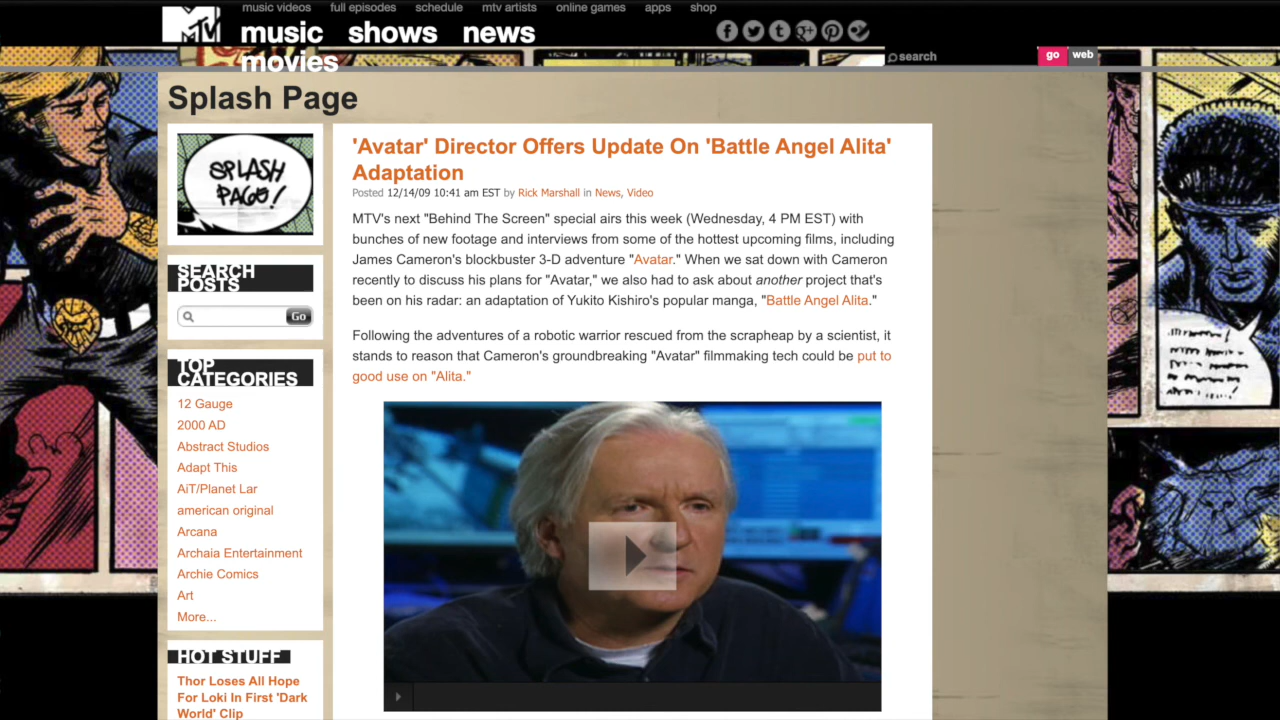 music videos full episodes schedule mtv artists online games apps shop
MTV
music shows news
movies
search
go web
Splash Page
SPLASH
PAGE!
'Avatar' Director Offers Update On 'Battle Angel Alita'
Adaptation
Posted 12/14/09 10:41 am EST by Rick Marshall in News, Video
MTV's next "Behind The Screen" special airs this week (Wednesday, 4 PM EST) with
bunches of new footage and interviews from some of the hottest upcoming films, including
James Cameron's blockbuster 3-D adventure "Avatar." When we sat down with Cameron
recently to discuss his plans for "Avatar," we also had to ask about another project that's
been on his radar: an adaptation of Yukito Kishiro's popular manga, "Battle Angel Alita."
Following the adventures of a robotic warrior rescued from the scrapheap by a scientist, it
stands to reason that Cameron's groundbreaking "Avatar" filmmaking tech could be put to
good use on "Alita."
SEARCH
POSTS
Go
TOP
CATEGORIES
12 Gauge
2000 AD
Abstract Studios
Adapt This
AiT/Planet Lar
american original
Arcana
Archaia Entertainment
Archie Comics
Art
More...
HOT STUFF
Thor Loses All Hope
For Loki In First 'Dark
World' Clip